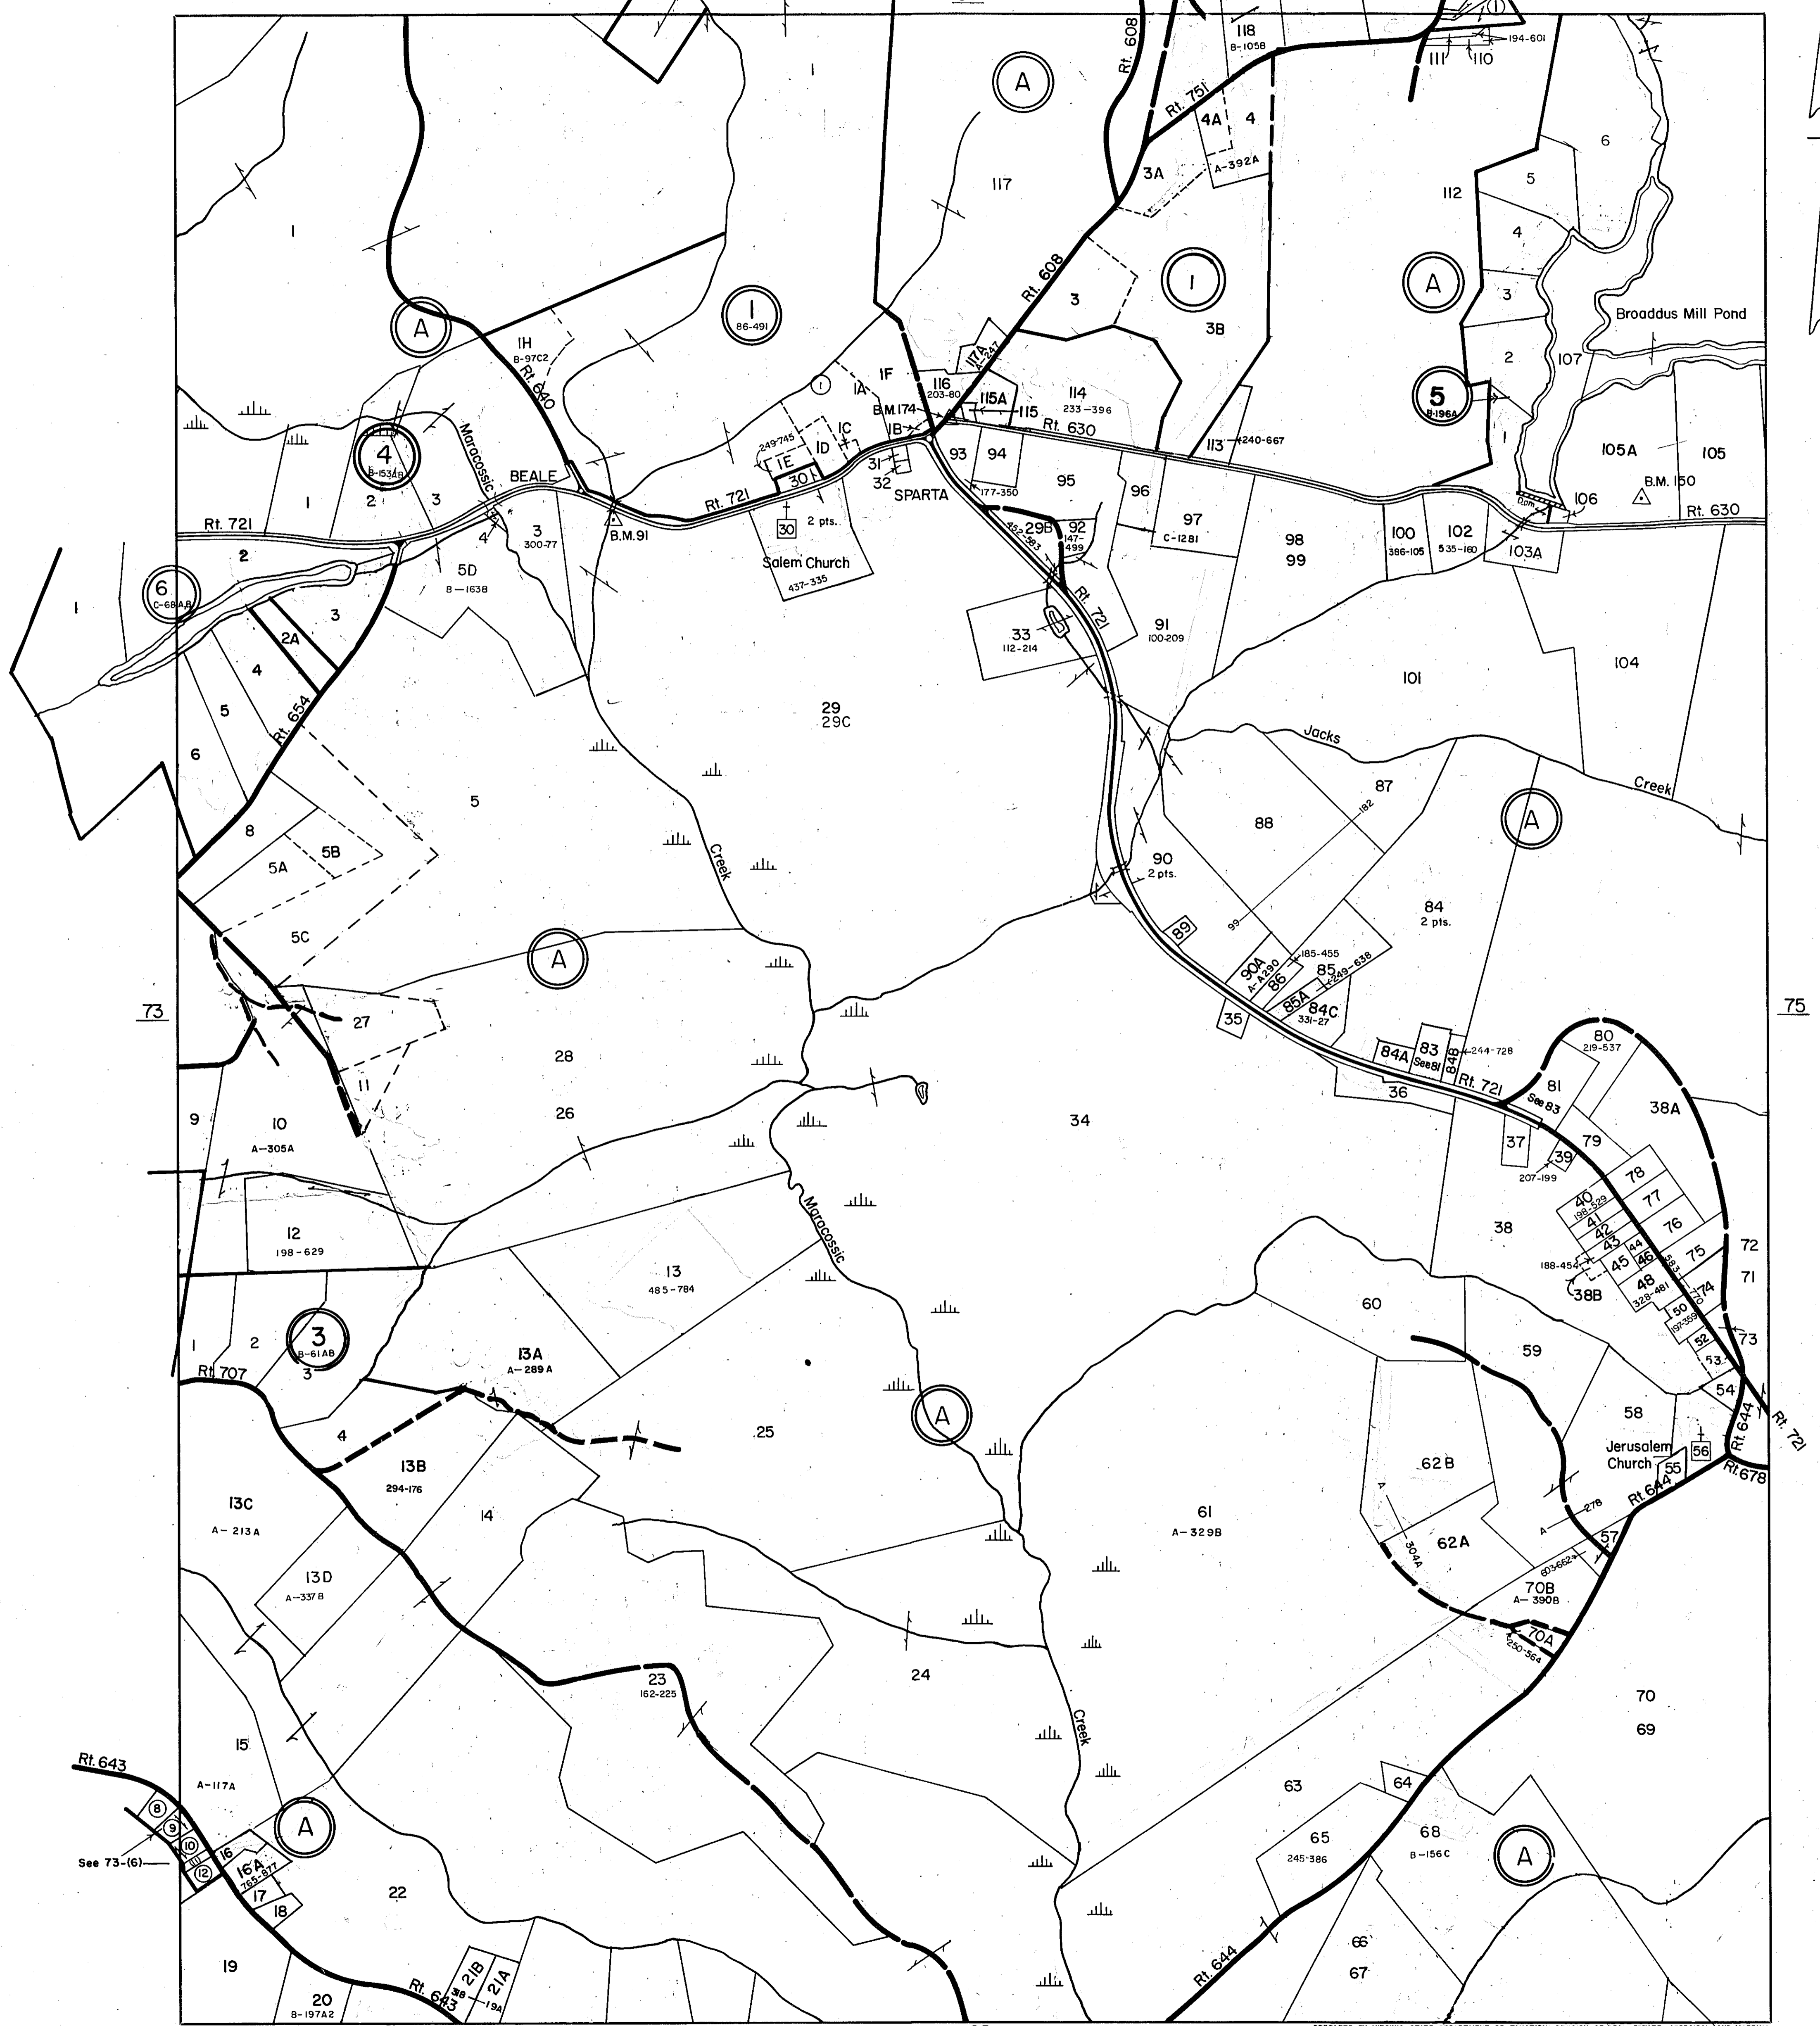 Rt. 608
118
B-105B
1
194-601
111
110
1
A
Rt. 751
4A
4
A-392A
3A
117
6
5
112
4
1
A
1
86-491
Rt. 608
3
1
3B
A
3
Broaddus Mill Pond
1H
B-97C2
Rt. 640
117A
A-247
2
107
1
1A
1F
116
203-80
115A
115
114
233-396
5
B-196A
B.M.174
Rt. 630
4
B-153AB
Maracossic
249-745
1E
1D
1C
1B
113
240-667
1
105A
105
1
2
3
BEALE
30
31
32
93
94
95
96
SPARTA
177-350
B.M. 150
Rt. 721
Rt. 721
4
3
300-77
B.M.91
30
2 pts.
Salem Church
437-335
29B
452-583
92
147-499
97
C-1281
98
99
100
386-105
102
535-160
Dam
106
Rt. 630
103A
2
6
C-68A,B
1
5D
B-163B
3
2A
4
5
6
Rt. 654
33
112-214
Rt. 721
91
100-209
101
104
29
29C
Jacks
Creek
5
87
182
88
A
8
5B
5A
Creek
90
2 pts.
84
2 pts.
5C
A
89
99
90A
A-A290
86
185-455
85
249-638
85A
84C
331-27
73
27
35
75
28
84A
83
See 81
84B
244-728
80
219-537
11
Rt. 721
81
See 83
38A
36
9
10
A-305A
26
34
37
79
39
207-199
78
40
198-529
77
41
42
76
43
44
12
198-629
Maracossic
38
45
46
75
72
188-454
38B
48
328-481
74
71
13
485-784
50
197-359
60
73
52
53
1
2
3
B-61AB
3
Rt. 707
13A
A-289A
59
54
4
25
A
58
Jerusalem
Church
56
55
Rt. 644
Rt. 721
Rt. 678
13B
294-176
62B
A
304A
Rt. 644
13C
A-213A
14
61
A-329B
A
278
62A
57
603-662
13D
A-337B
70B
A-390B
70A
250-564
23
162-225
24
70
69
Creek
15
Rt. 643
A-117A
8
9
10
11
12
See 73-(6)
16
16A
765-877
17
18
A
63
64
65
245-386
68
B-156C
A
22
19
66
67
20
B-197A2
Rt. 643
21B
21A
19A
Rt. 644